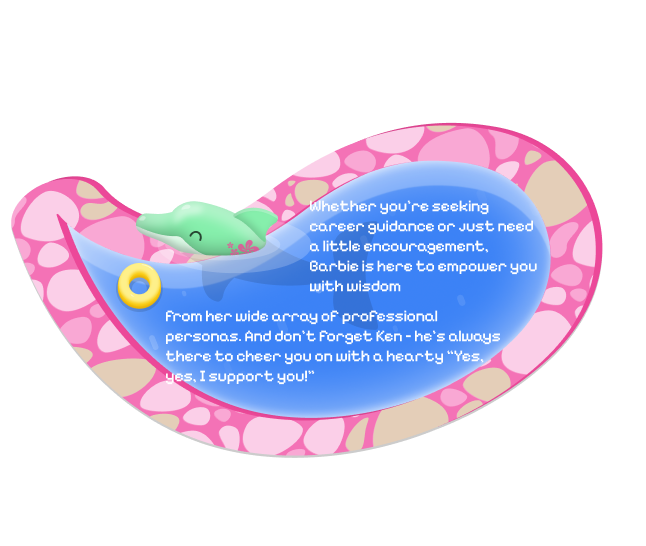 Whether you're seeking
career guidance or just need
a little encouragement,
Barbie is here to empower you
with wisdom
from her wide array of professional
personas. And don't forget Ken - he's always
there to cheer you on with a hearty "Yes,
yes, I support you!"